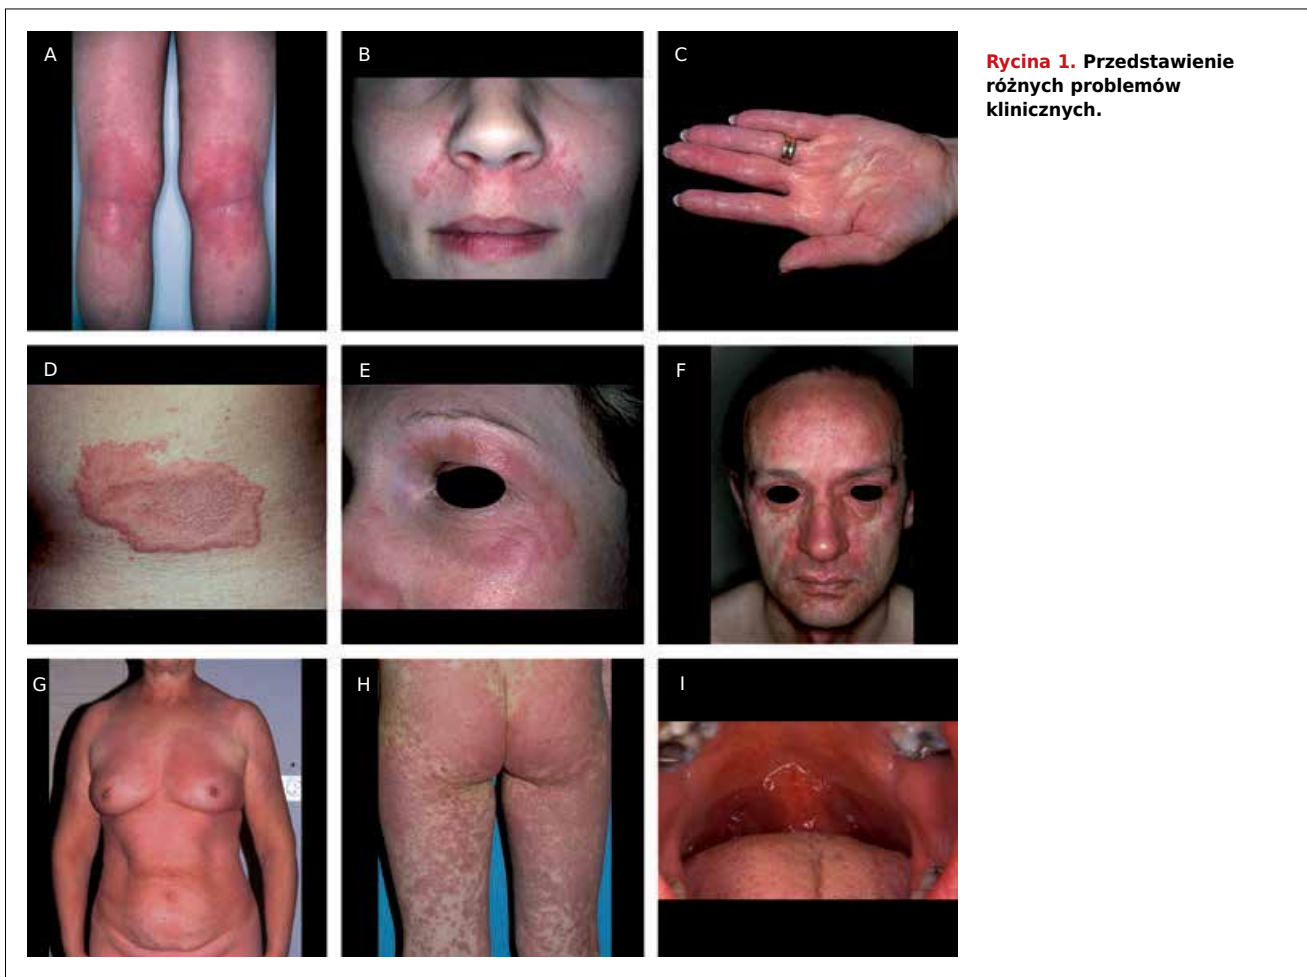 A
B
C
Rycina 1. Przedstawienie
różnych problemów
klinicznych.
D
E
F
G
H
I